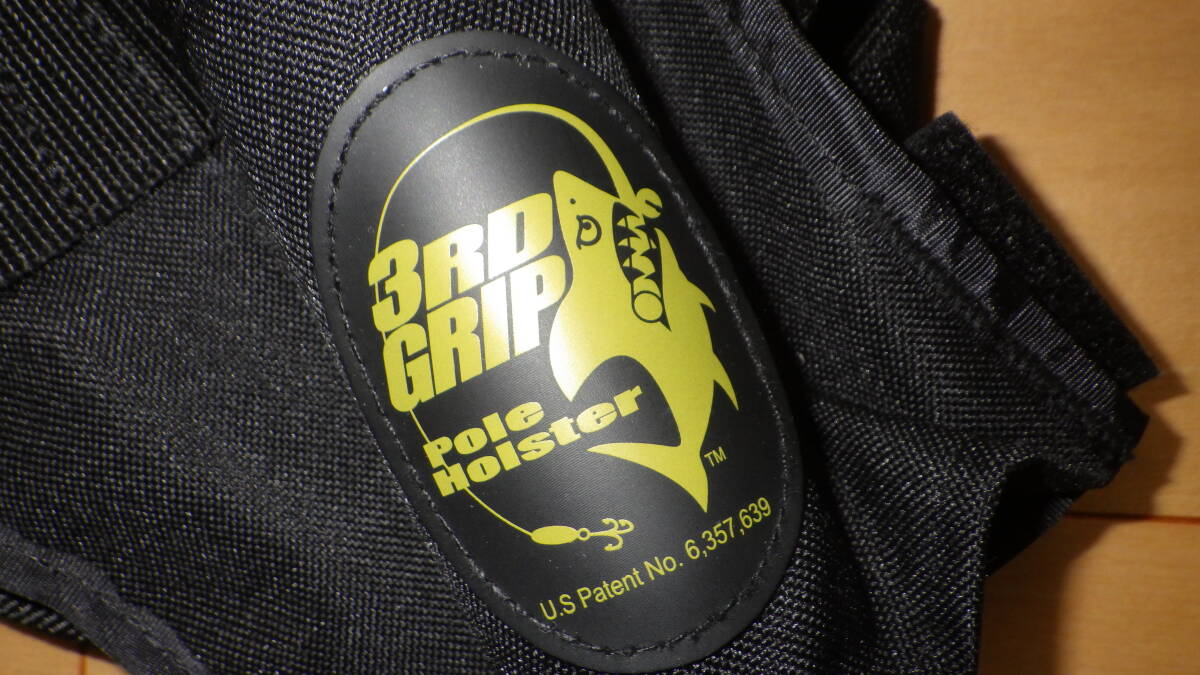 3RD
GRIP
Pole
Holster
TM
U.S Patent No. 6,357,639